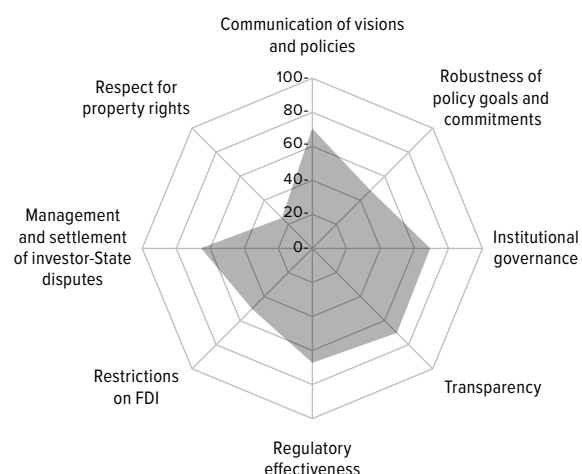 Communication of visions
and policies
Robustness of
policy goals and
commitments
Institutional
governance
Transparency
Regulatory
effectiveness
Restrictions
on FDI
Management
and settlement
of investor-State
disputes
Respect for
property rights
100-
80-
60-
40-
20-
0-